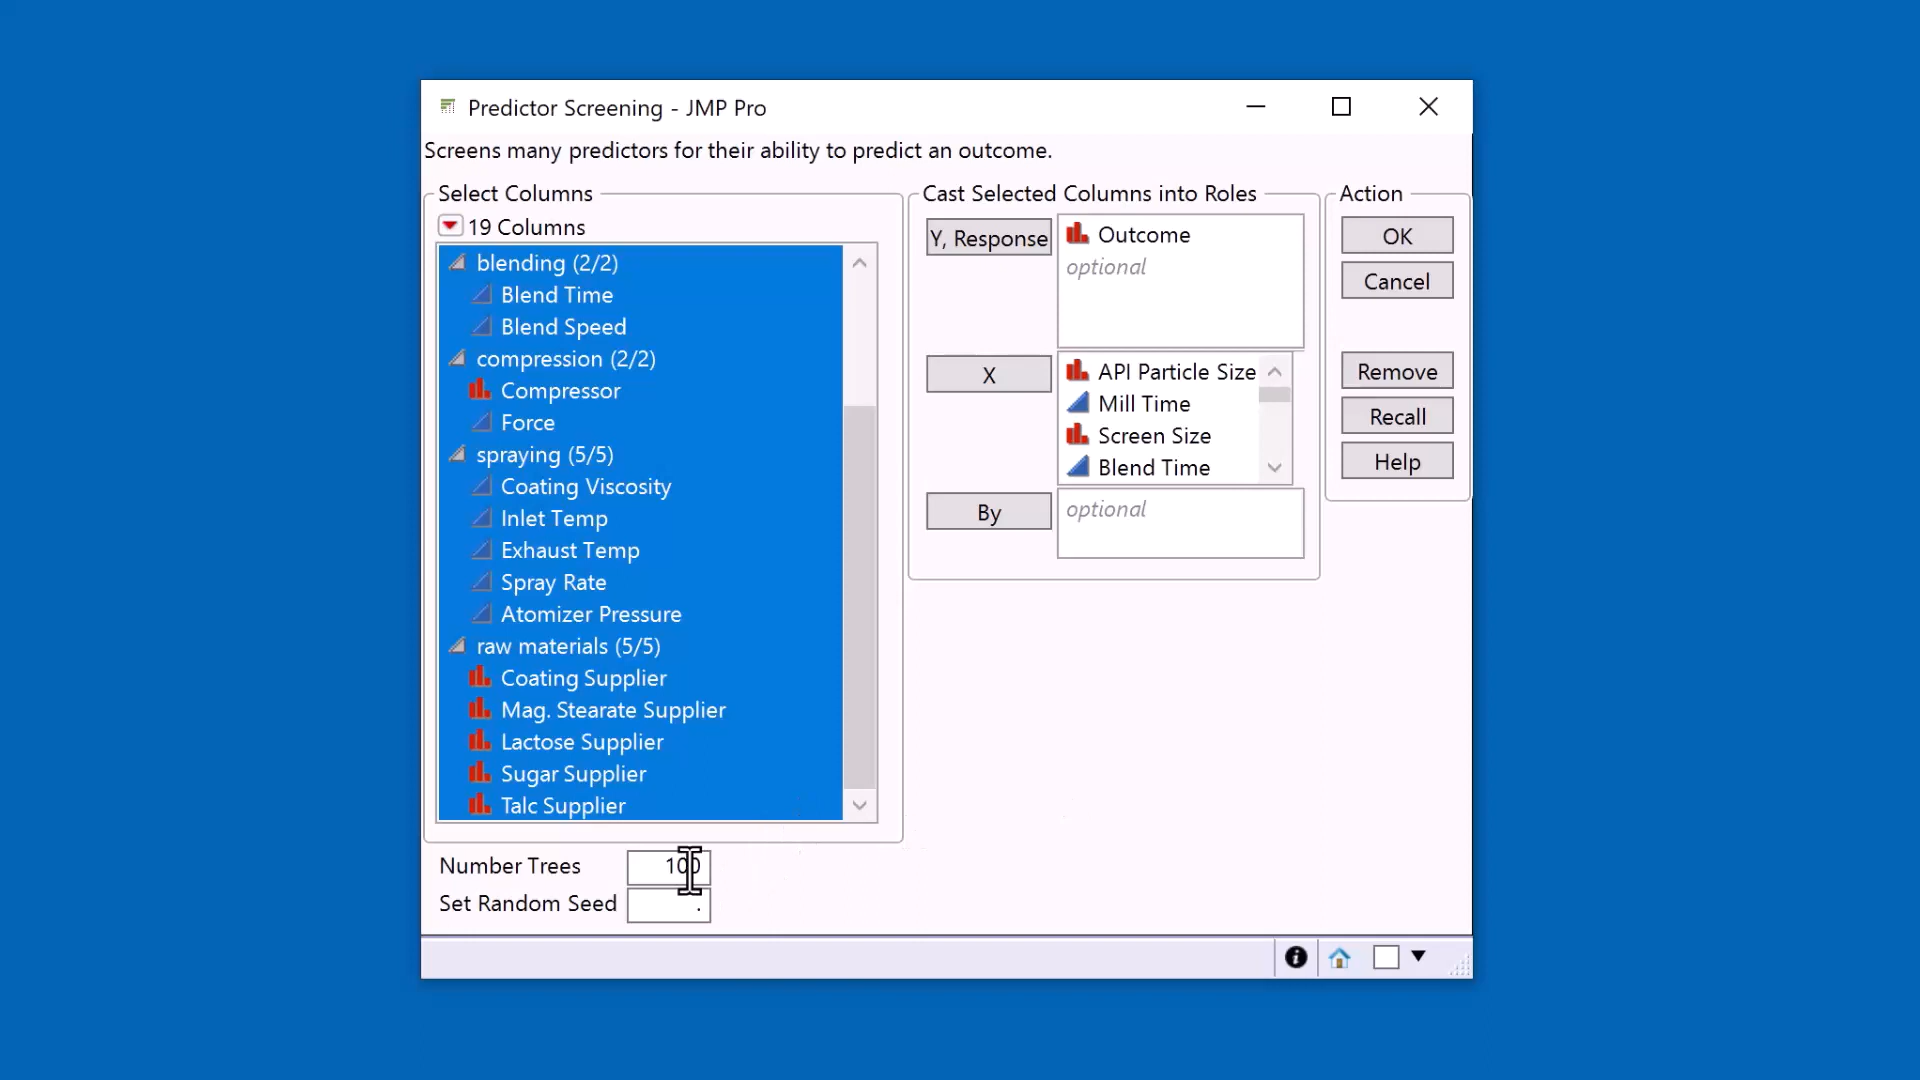 Predictor Screening - JMP Pro
Screens many predictors for their ability to predict an outcome.
Select Columns
19 Columns
blending (2/2)
Blend Time
Blend Speed
compression (2/2)
Compressor
Force
spraying (5/5)
Coating Viscosity
Inlet Temp
Exhaust Temp
Spray Rate
Atomizer Pressure
raw materials (5/5)
Coating Supplier
Mag. Stearate Supplier
Lactose Supplier
Sugar Supplier
Talc Supplier
Number Trees 100
Set Random Seed .
Cast Selected Columns into Roles
Y, Response
Outcome
optional
X
API Particle Size
Mill Time
Screen Size
Blend Time
By
optional
Action
OK
Cancel
Remove
Recall
Help